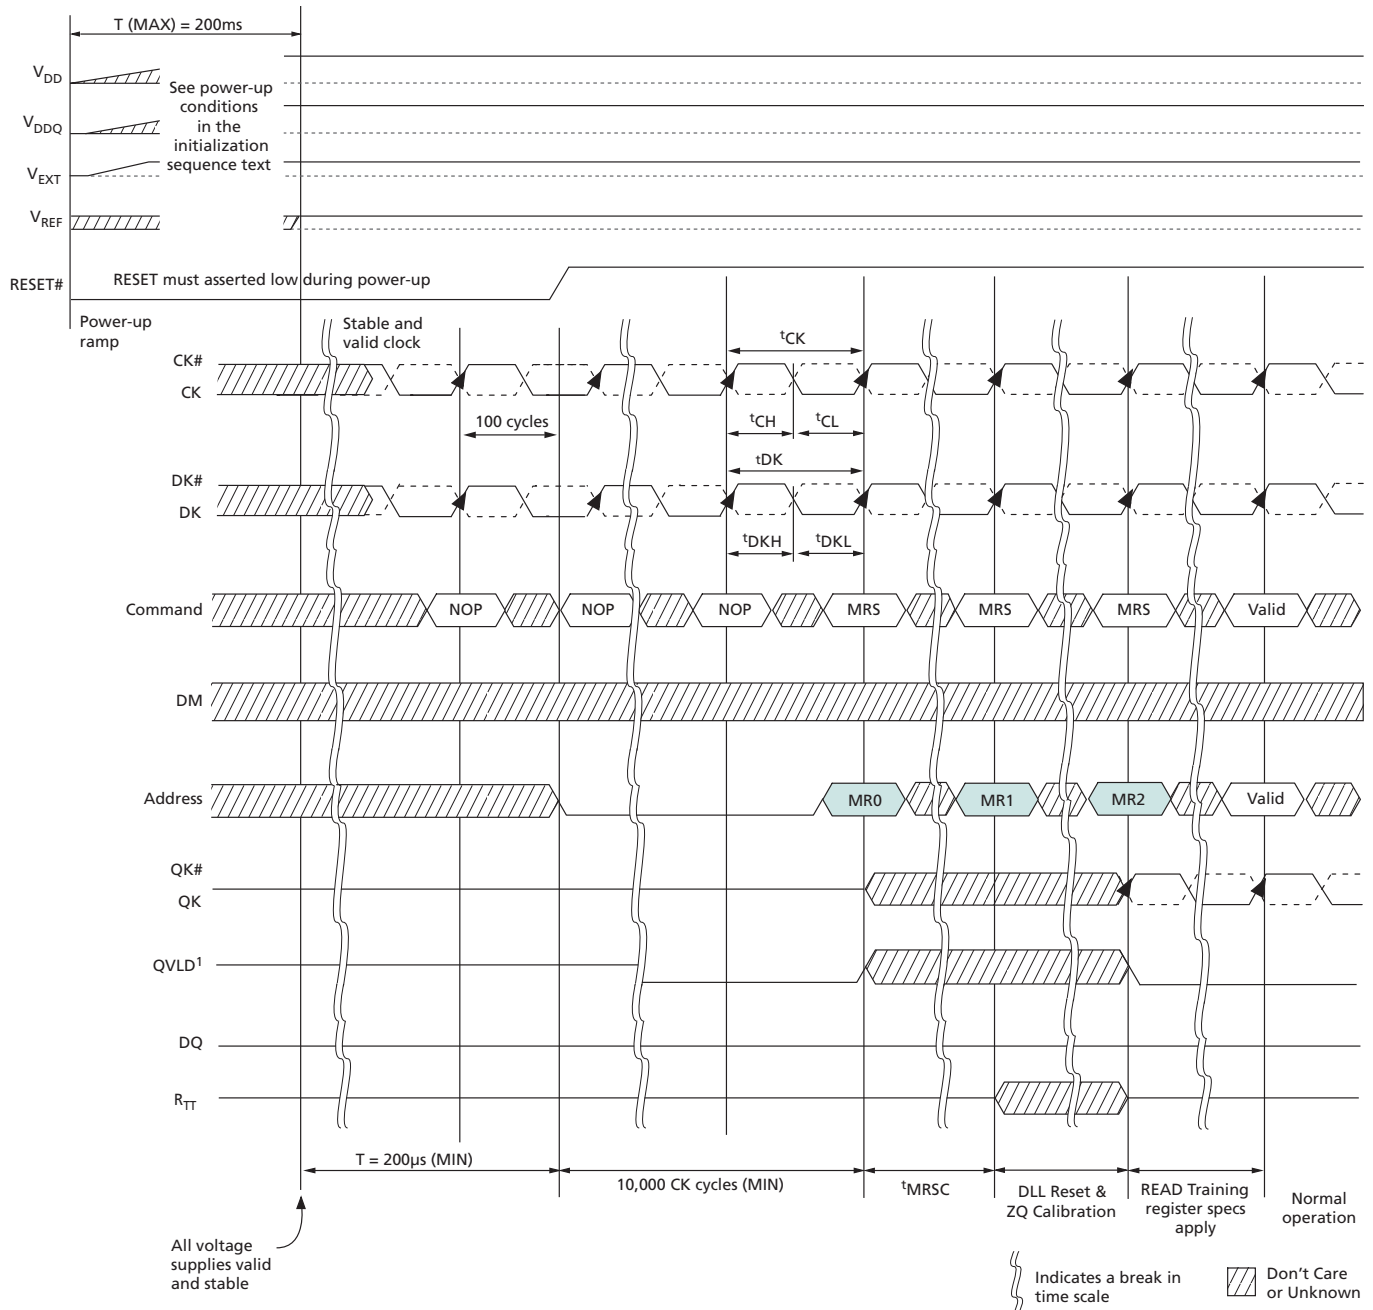 T (MAX) = 200ms
VDD
See power-up
conditions
in the
initialization
sequence text
VDDQ
VEXT
VREF
RESET#
RESET must asserted low during power-up
Power-up
ramp
Stable and
valid clock
CK#
CK
tCK
100 cycles
tCH
tCL
DK#
DK
tDK
tDKH
tDKL
Command
NOP
NOP
NOP
MRS
MRS
MRS
Valid
DM
Address
MR0
MR1
MR2
Valid
QK#
QK
QVLD1
DQ
RTT
T = 200µs (MIN)
10,000 CK cycles (MIN)
tMRSC
DLL Reset &
ZQ Calibration
READ Training
register specs
apply
Normal
operation
All voltage
supplies valid
and stable
Indicates a break in
time scale
Don't Care
or Unknown